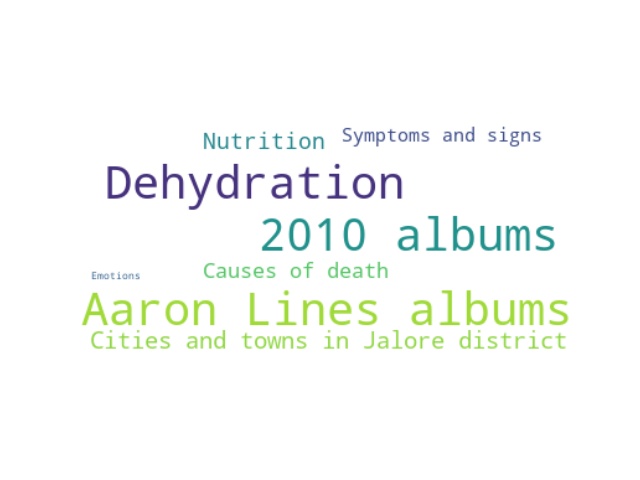 Nutrition
Symptoms and signs
Dehydration
2010 albums
Causes of death
Emotions
Aaron Lines albums
Cities and towns in Jalore district